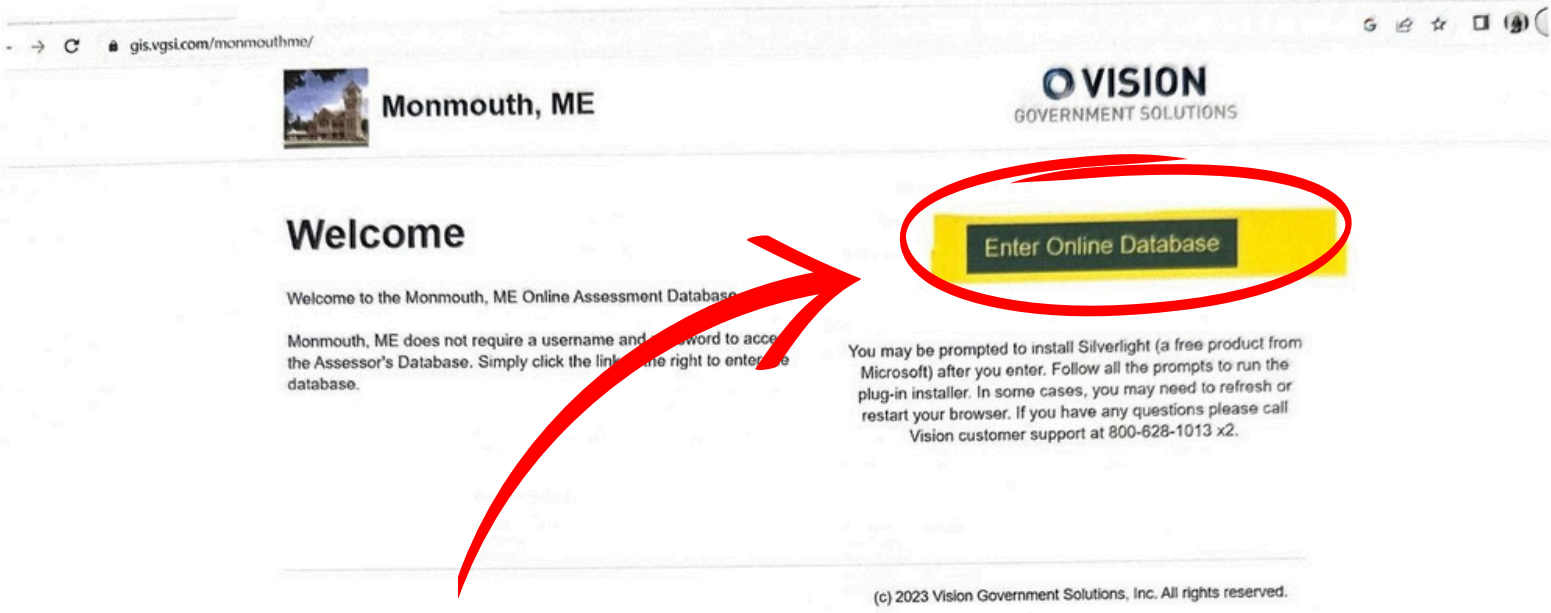 gis.vgsi.com/monmouthme/
Monmouth, ME
VISION
GOVERNMENT SOLUTIONS
Welcome
Enter Online Database
Welcome to the Monmouth, ME Online Assessment Database
Monmouth, ME does not require a username and to
the Assessor's Database. Simply click the link right to enter
database.
You may be prompted to install Silverlight (a free product from
Microsoft) after you enter. Follow all the prompts to run the
plug-in installer. In some cases, you may need to refresh or
restart your browser. If you have any questions please call
Vision customer support at 800-628-1013 x2.
(c) 2023 Vision Government Solutions, Inc. All rights reserved.